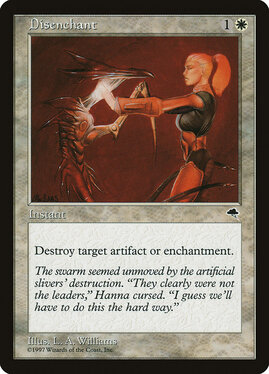 Disenchant 1
Instant
Destroy target artifact or enchantment.
The swarm seemed unmoved by the artificial
slivers' destruction. "They clearly were not
the leaders," Hanna cursed. "I guess we'll
have to do this the hard way."
Illus. L. A. Williams
©1997 Wizards of the Coast, Inc.